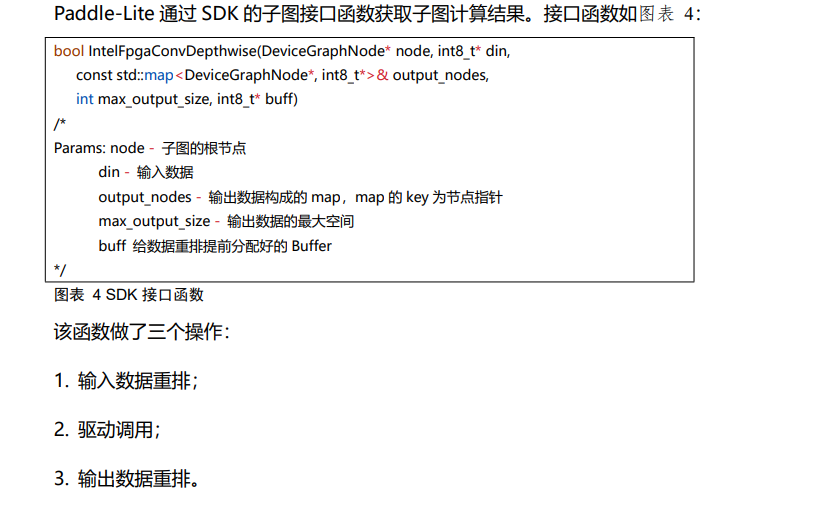 Paddle-Lite 通过 SDK 的子图接口函数获取子图计算结果。接口函数如图表 4：
bool IntelFpgaConvDepthwise(DeviceGraphNode* node, int8_t* din,
const std::map<DeviceGraphNode*, int8_t*>& output_nodes,
int max_output_size, int8_t* buff)
/*
Params: node - 子图的根节点
din - 输入数据
output_nodes - 输出数据构成的 map，map 的 key 为节点指针
max_output_size - 输出数据的最大空间
buff 给数据重排提前分配好的 Buffer
*/
图表 4 SDK 接口函数
该函数做了三个操作：
1. 输入数据重排；
2. 驱动调用；
3. 输出数据重排。